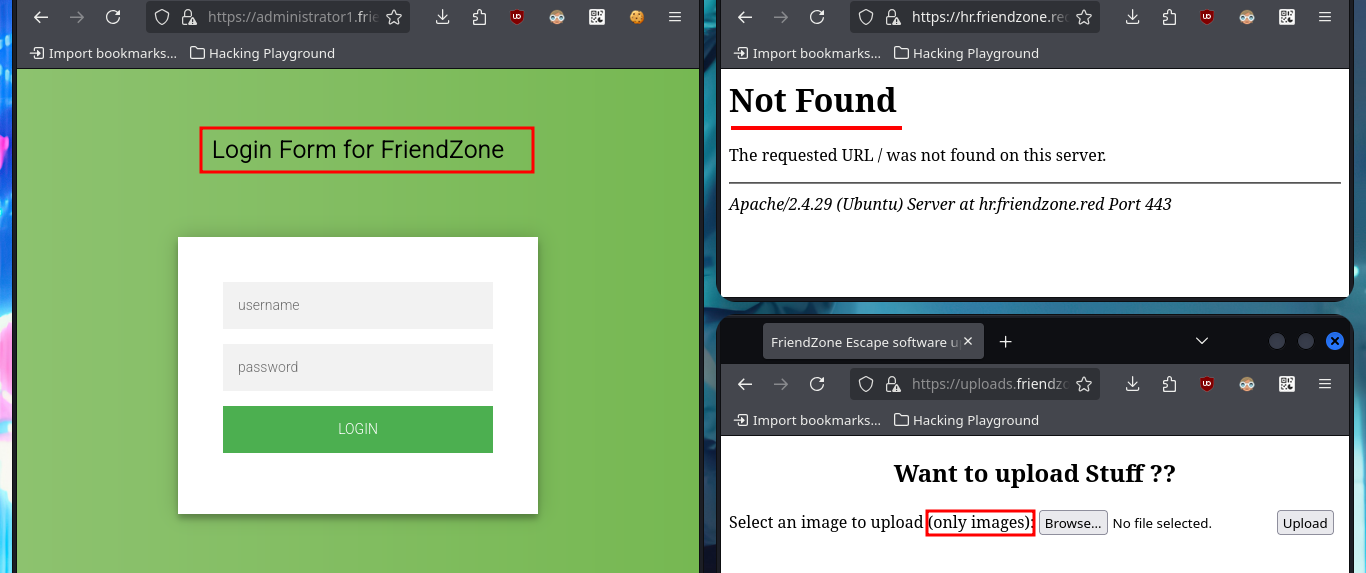 https://administrator1.frie
Import bookmarks... Hacking Playground
Login Form for FriendZone
username
password
LOGIN
https://hr.friendzone.red
Import bookmarks... Hacking Playground
Not Found
The requested URL / was not found on this server.
Apache/2.4.29 (Ubuntu) Server at hr.friendzone.red Port 443
FriendZone Escape software u
https://uploads.friendzo
Import bookmarks... Hacking Playground
Want to upload Stuff ??
Select an image to upload (only images): Browse... No file selected. Upload